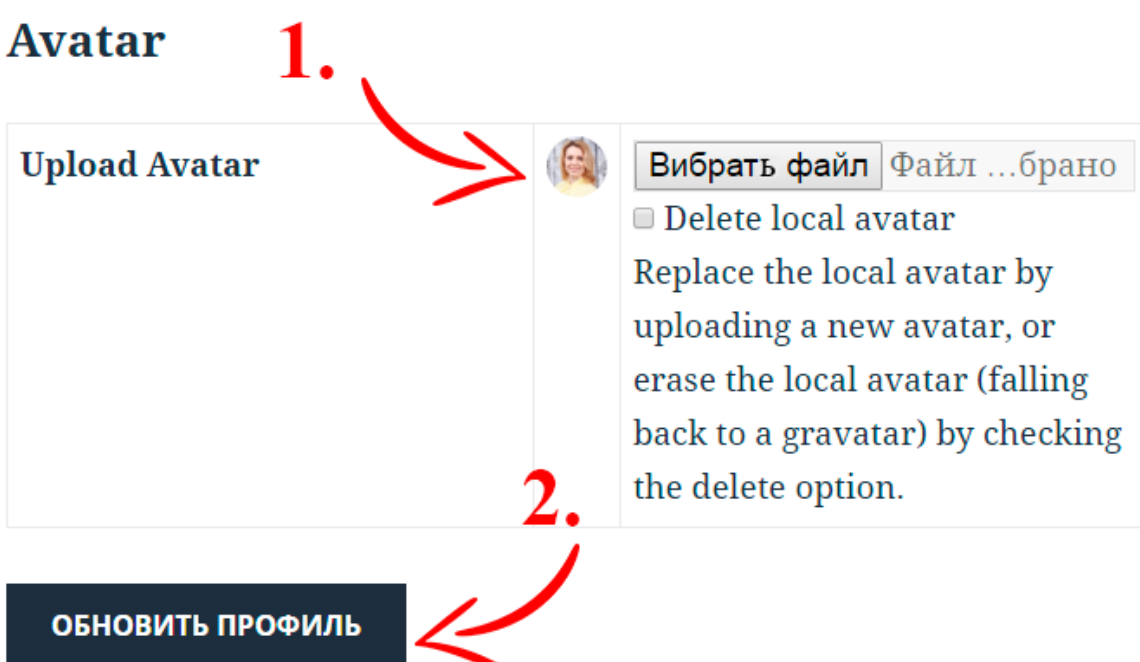 Avatar
1.
Upload Avatar
Вибрать файл Файл ...брано
Delete local avatar
Replace the local avatar by
uploading a new avatar, or
erase the local avatar (falling
back to a gravatar) by checking
the delete option.
2.
ОБНОВИТЬ ПРОФИЛЬ